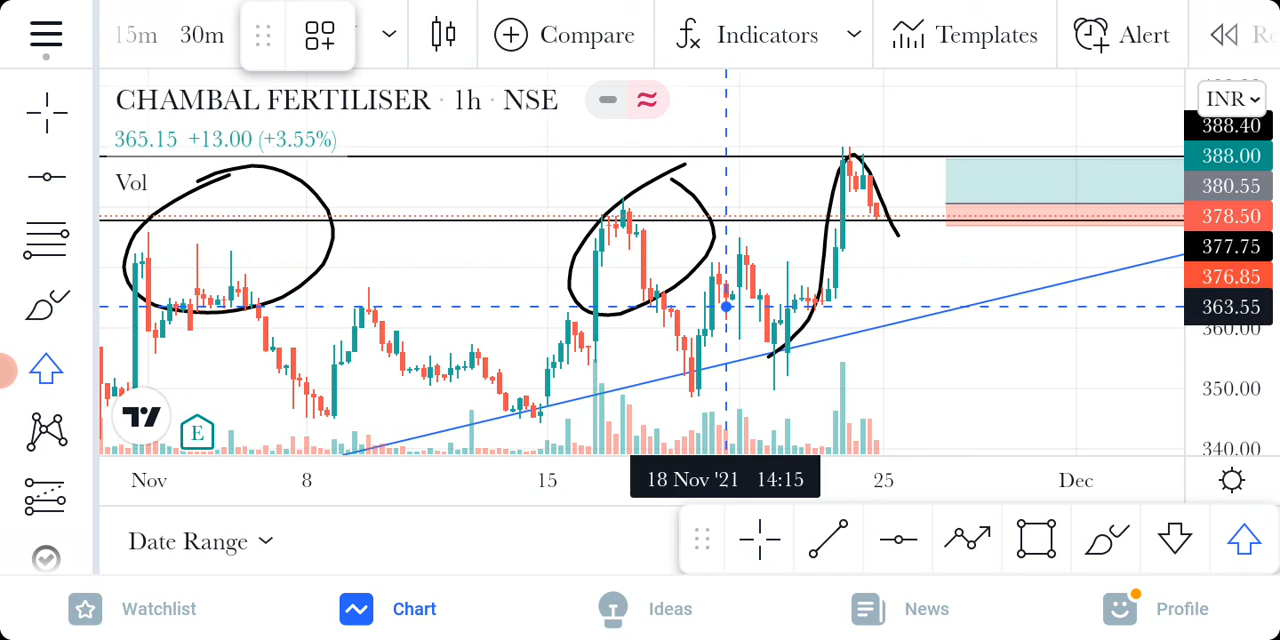 15m 30m Compare Indicators Templates Alert Re
CHAMBAL FERTILISER · 1h · NSE
INR
365.15 +13.00 (+3.55%)
388.40
388.00
Vol
380.55
378.50
377.75
376.85
363.55
360.00
350.00
E
340.00
Nov 8 15 18 Nov '21 14:15 25 Dec
Date Range
Watchlist Chart Ideas News Profile